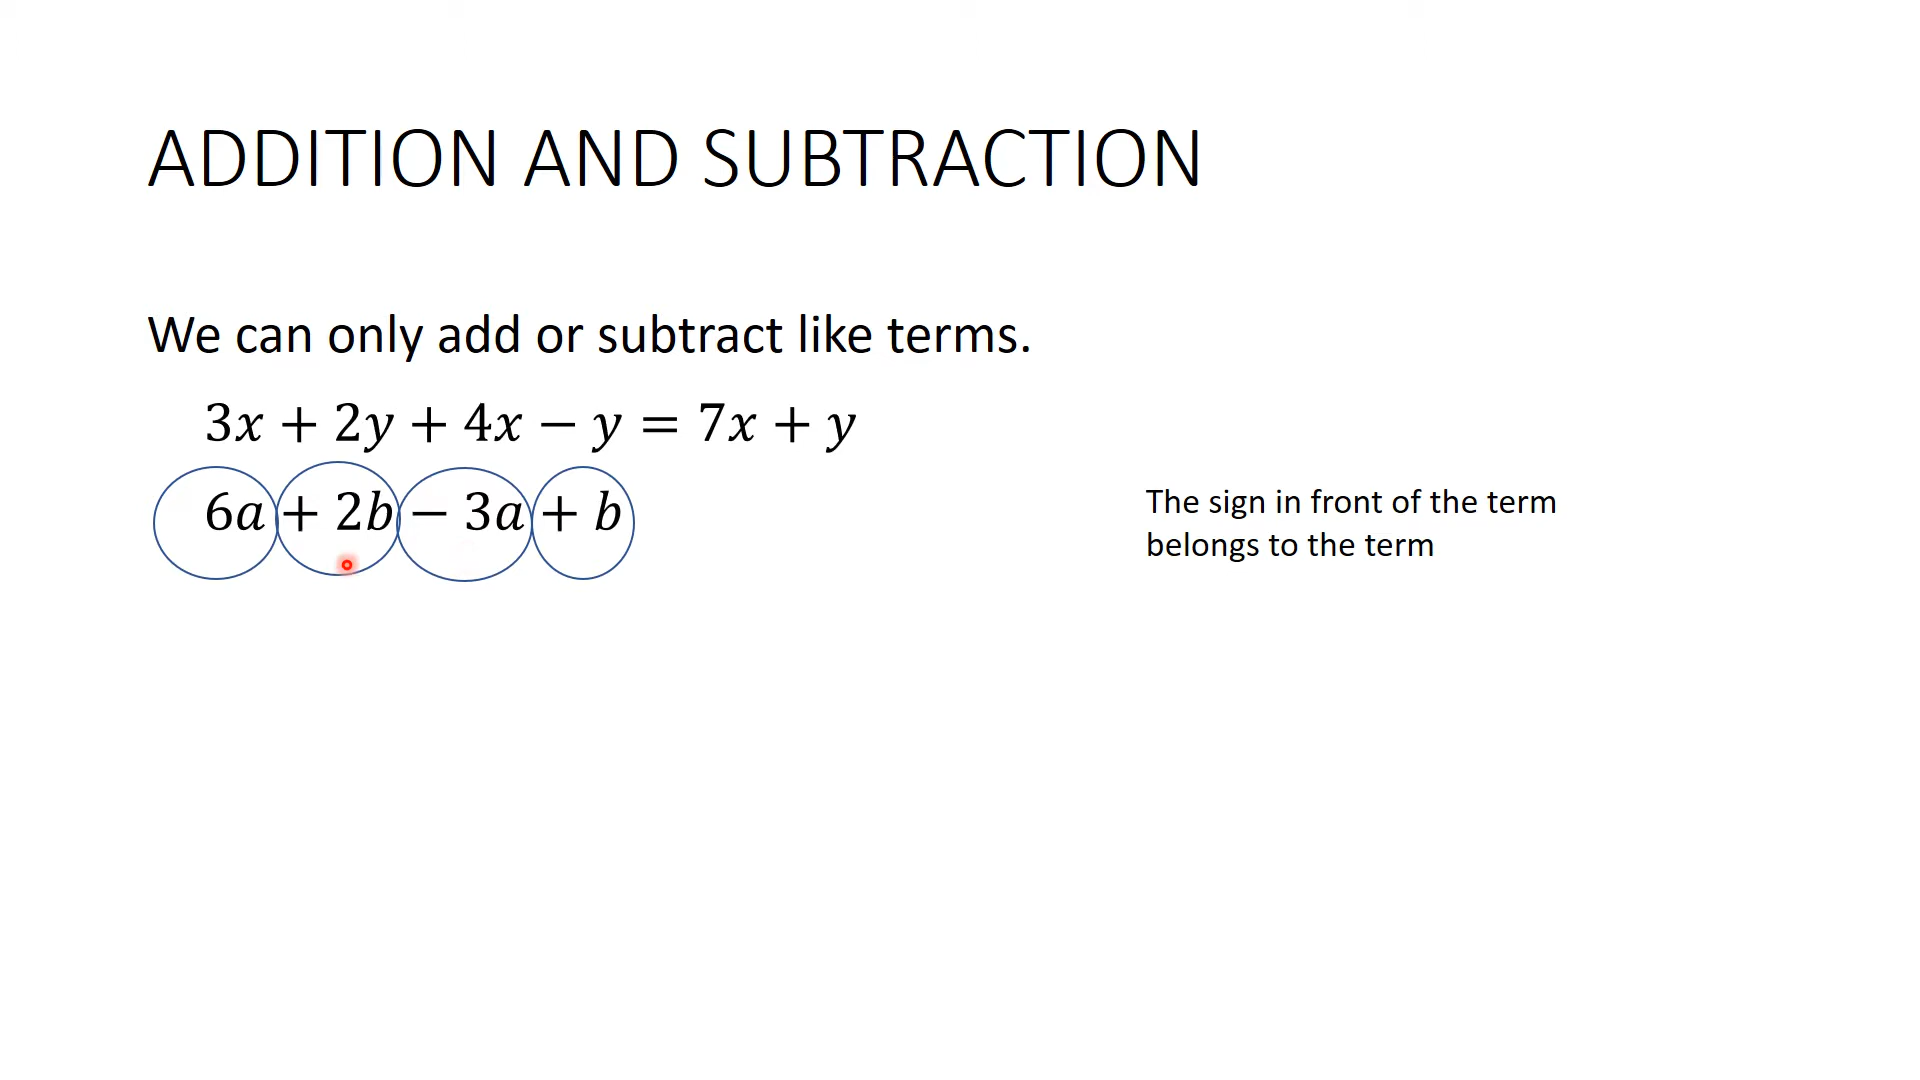 ADDITION AND SUBTRACTION
We can only add or subtract like terms.
3x + 2y + 4x − y = 7x + y
6a + 2b − 3a + b
The sign in front of the term
belongs to the term